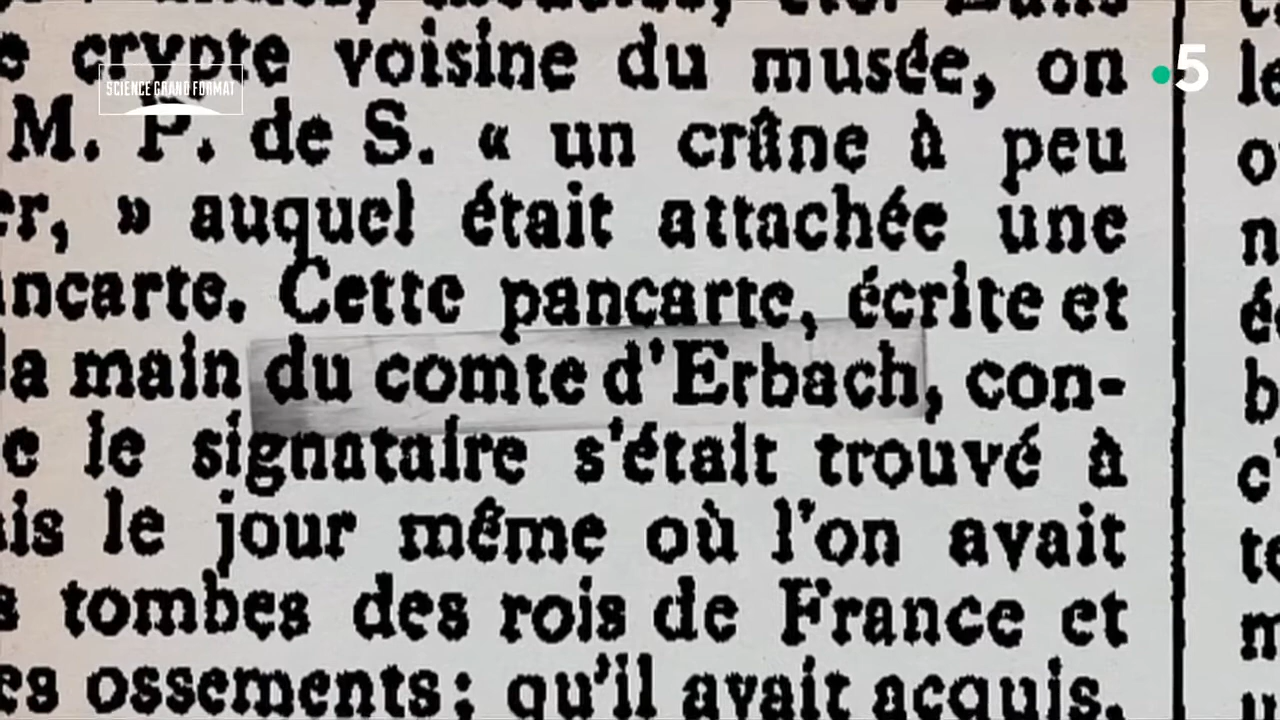 crypte voisine du musée, on
M. P. de S. « un crâne à peu
er, » auquel était attachée une
ncarte. Cette pancarte, écrite et
la main du comte d'Erbach, con-
le signataire s'était trouvé à
is le jour même où l'on avait
s tombes des rois de France et
es ossements; qu'il avait acquis,
SCIENCE GRAND FORMAT
5